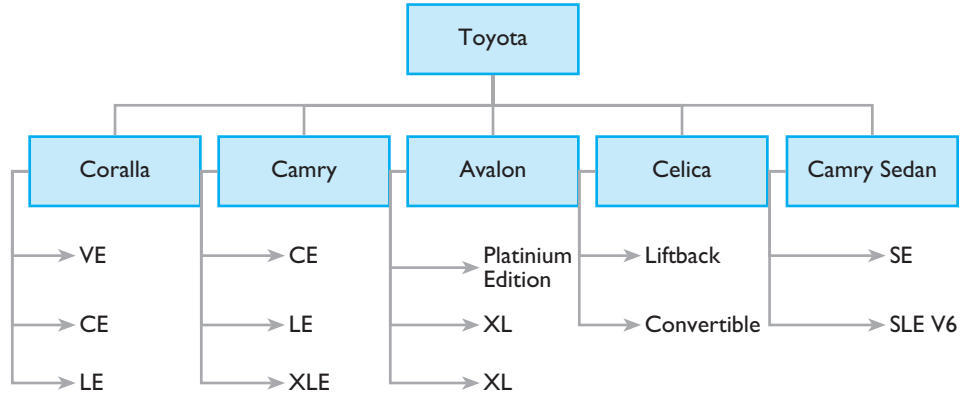 Toyota
Coralla
Camry
Avalon
Celica
Camry Sedan
VE
CE
LE
CE
LE
XLE
Platinium
Edition
XL
XL
Liftback
Convertible
SE
SLE V6